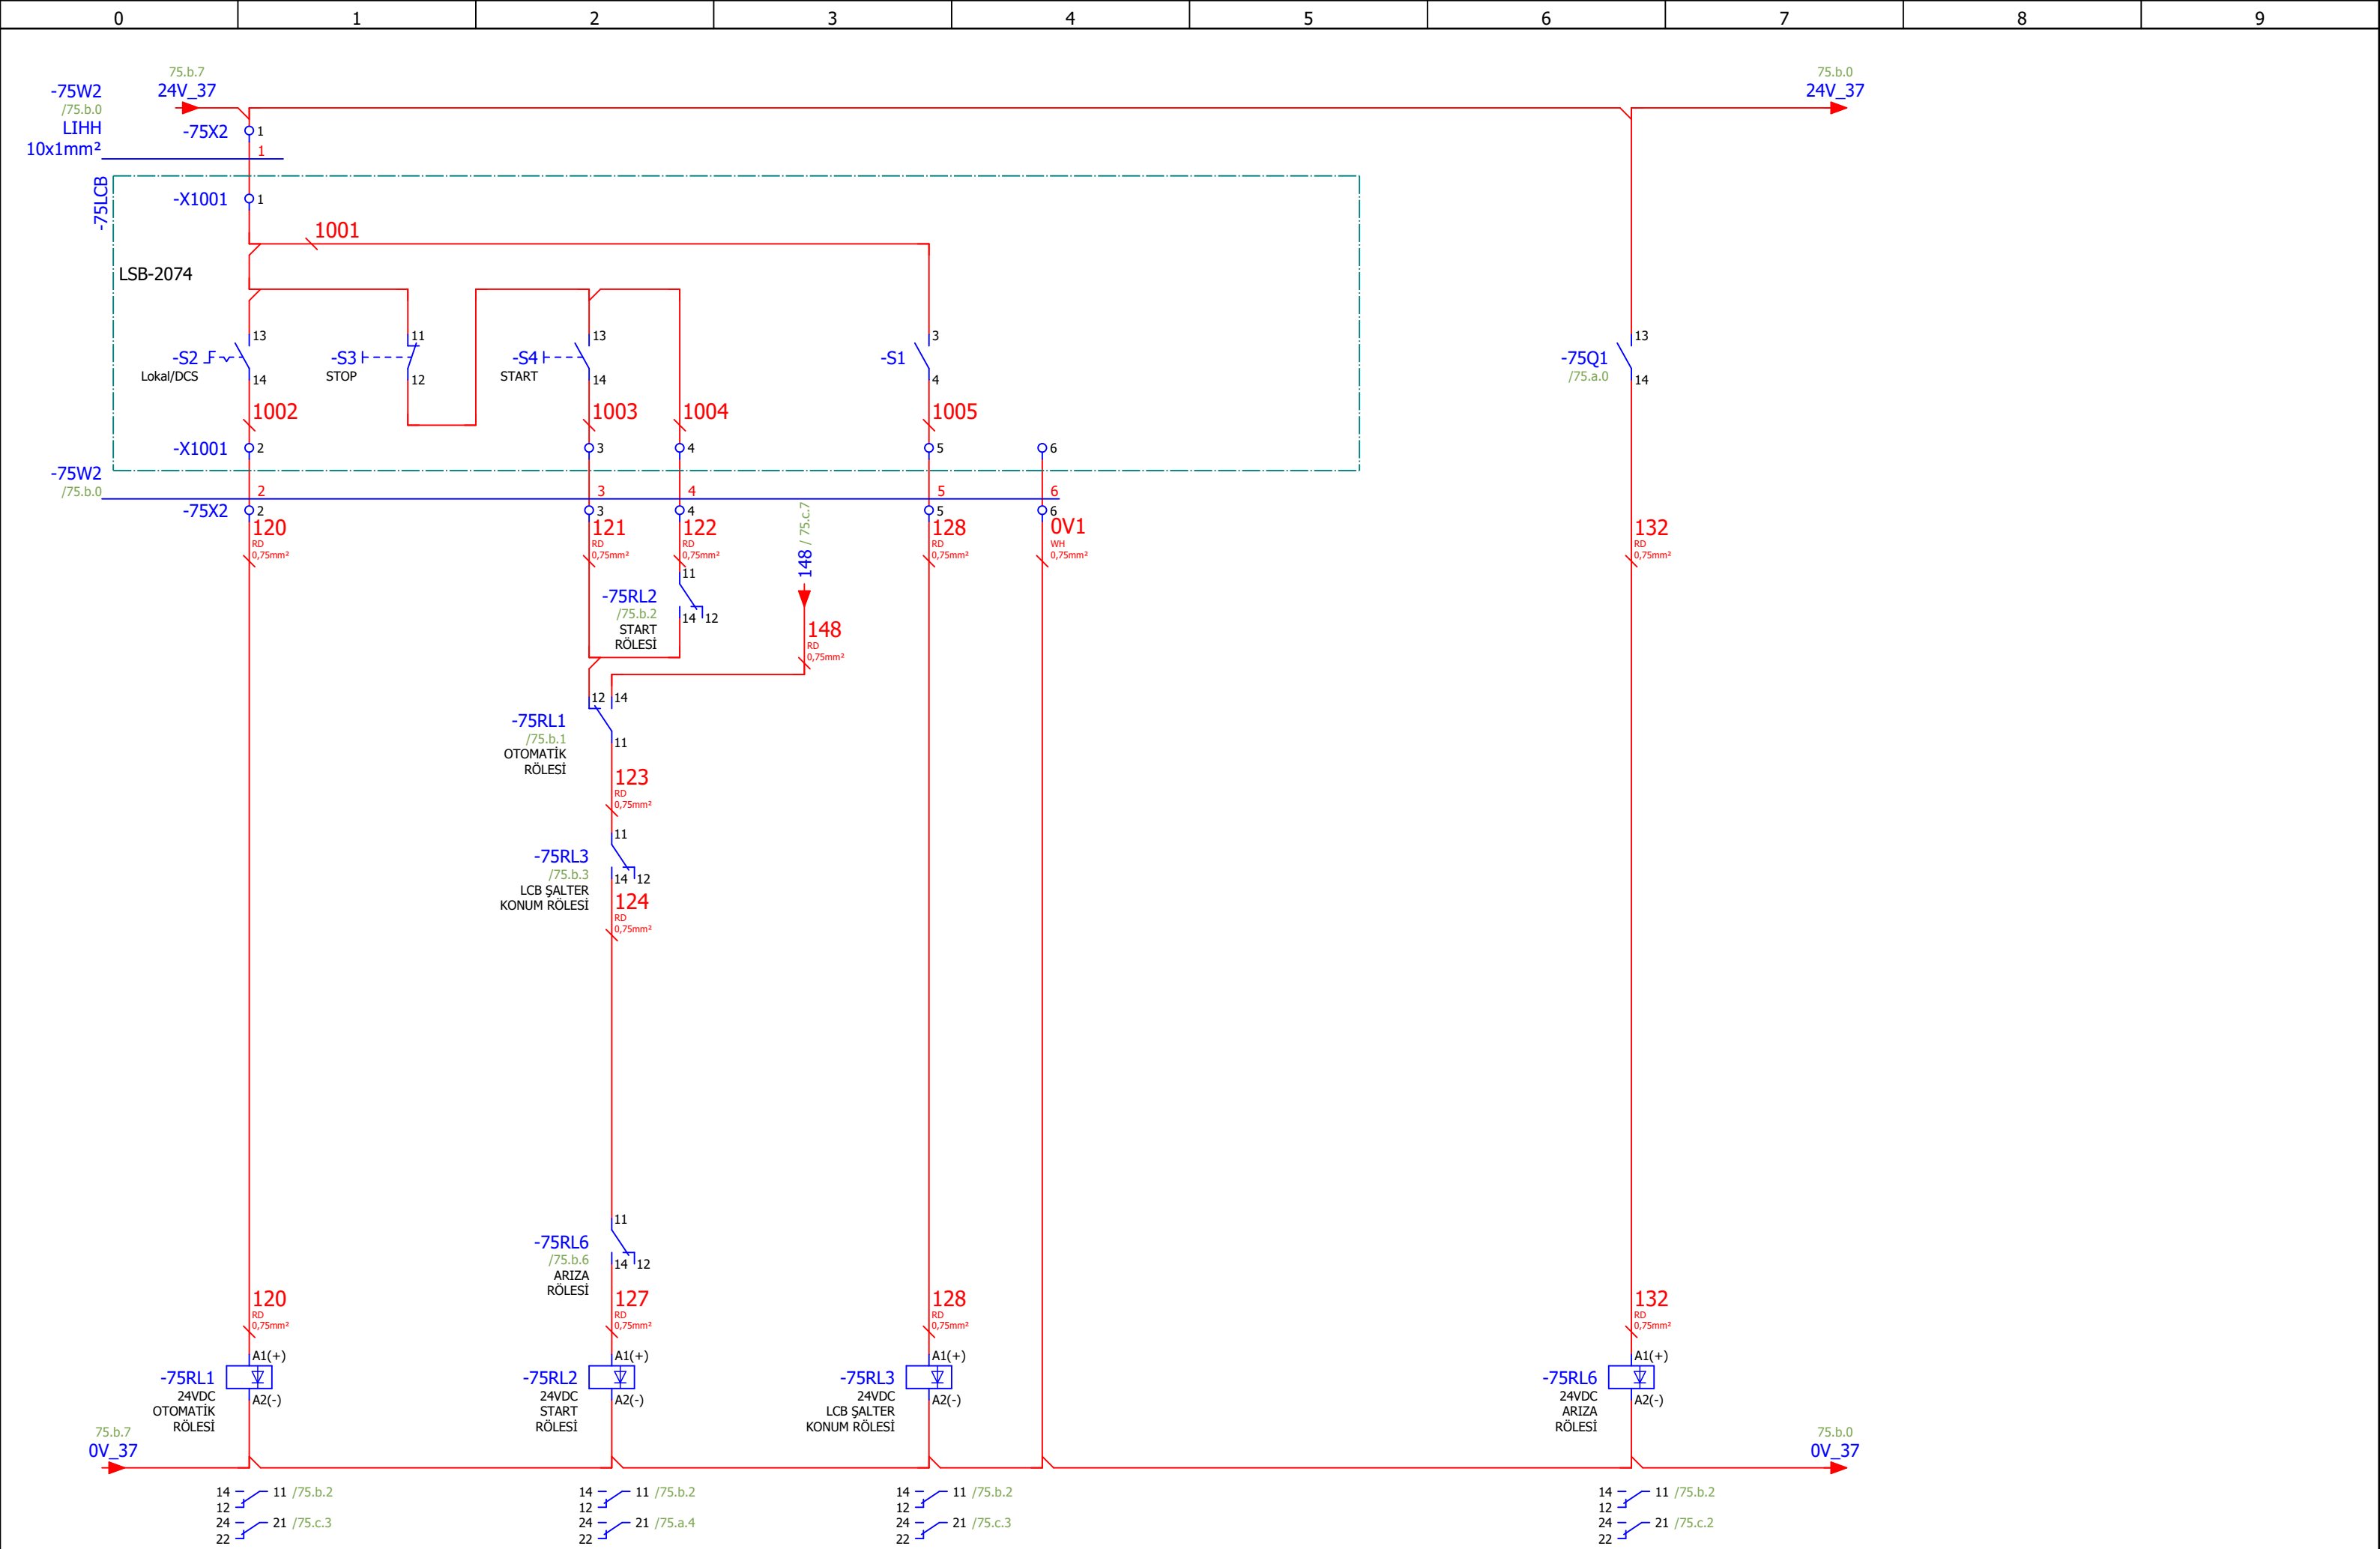 0 1 2 3 4 5 6 7 8 9
75.b.7
24V_37
75.b.0
24V_37
-75W2
/75.b.0
LIHH
10x1mm²
-75X2 1
1
-75LCB
-X1001 1
1001
LSB-2074
-S2
Lokal/DCS
13
14
-S3
STOP
11
12
-S4
START
13
14
-S1
3
4
-75Q1
/75.a.0
13
14
1002
1003
1004
1005
-X1001 2 3 4 5 6
-75W2
/75.b.0
2 3 4 5 6
-75X2 2 3 4 5 6
120
RD
0,75mm²
121
RD
0,75mm²
122
RD
0,75mm²
148 / 75.c.7
128
RD
0,75mm²
0V1
WH
0,75mm²
132
RD
0,75mm²
-75RL2
/75.b.2
START
RÖLESİ
11
14 12
148
RD
0,75mm²
-75RL1
/75.b.1
OTOMATİK
RÖLESİ
12 14
11
123
RD
0,75mm²
-75RL3
/75.b.3
LCB ŞALTER
KONUM RÖLESİ
11
14 12
124
RD
0,75mm²
-75RL6
/75.b.6
ARIZA
RÖLESİ
11
14 12
120
RD
0,75mm²
127
RD
0,75mm²
128
RD
0,75mm²
132
RD
0,75mm²
-75RL1
24VDC
OTOMATİK
RÖLESİ
A1(+)
A2(-)
-75RL2
24VDC
START
RÖLESİ
A1(+)
A2(-)
-75RL3
24VDC
LCB ŞALTER
KONUM RÖLESİ
A1(+)
A2(-)
-75RL6
24VDC
ARIZA
RÖLESİ
A1(+)
A2(-)
75.b.7
0V_37
75.b.0
0V_37
14 11 /75.b.2
12
24 21 /75.c.3
22
14 11 /75.b.2
12
24 21 /75.a.4
22
14 11 /75.b.2
12
24 21 /75.c.3
22
14 11 /75.b.2
12
24 21 /75.c.2
22